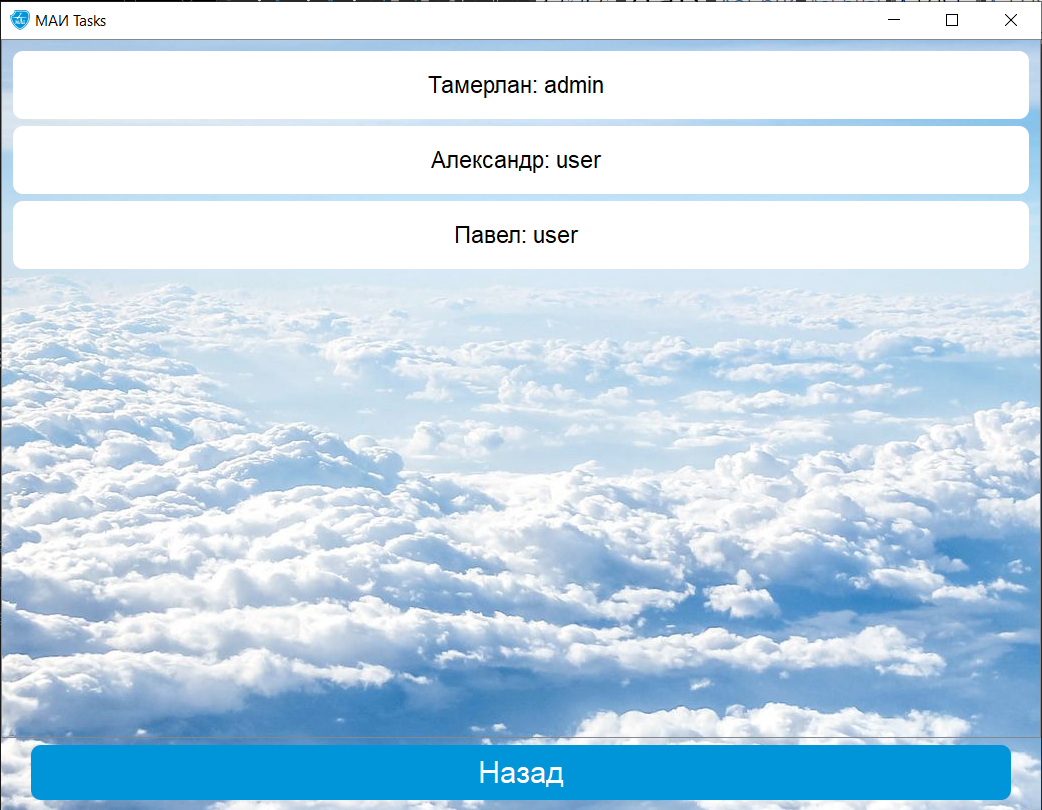 МАИ Tasks
Тамерлан: admin
Александр: user
Павел: user
Назад